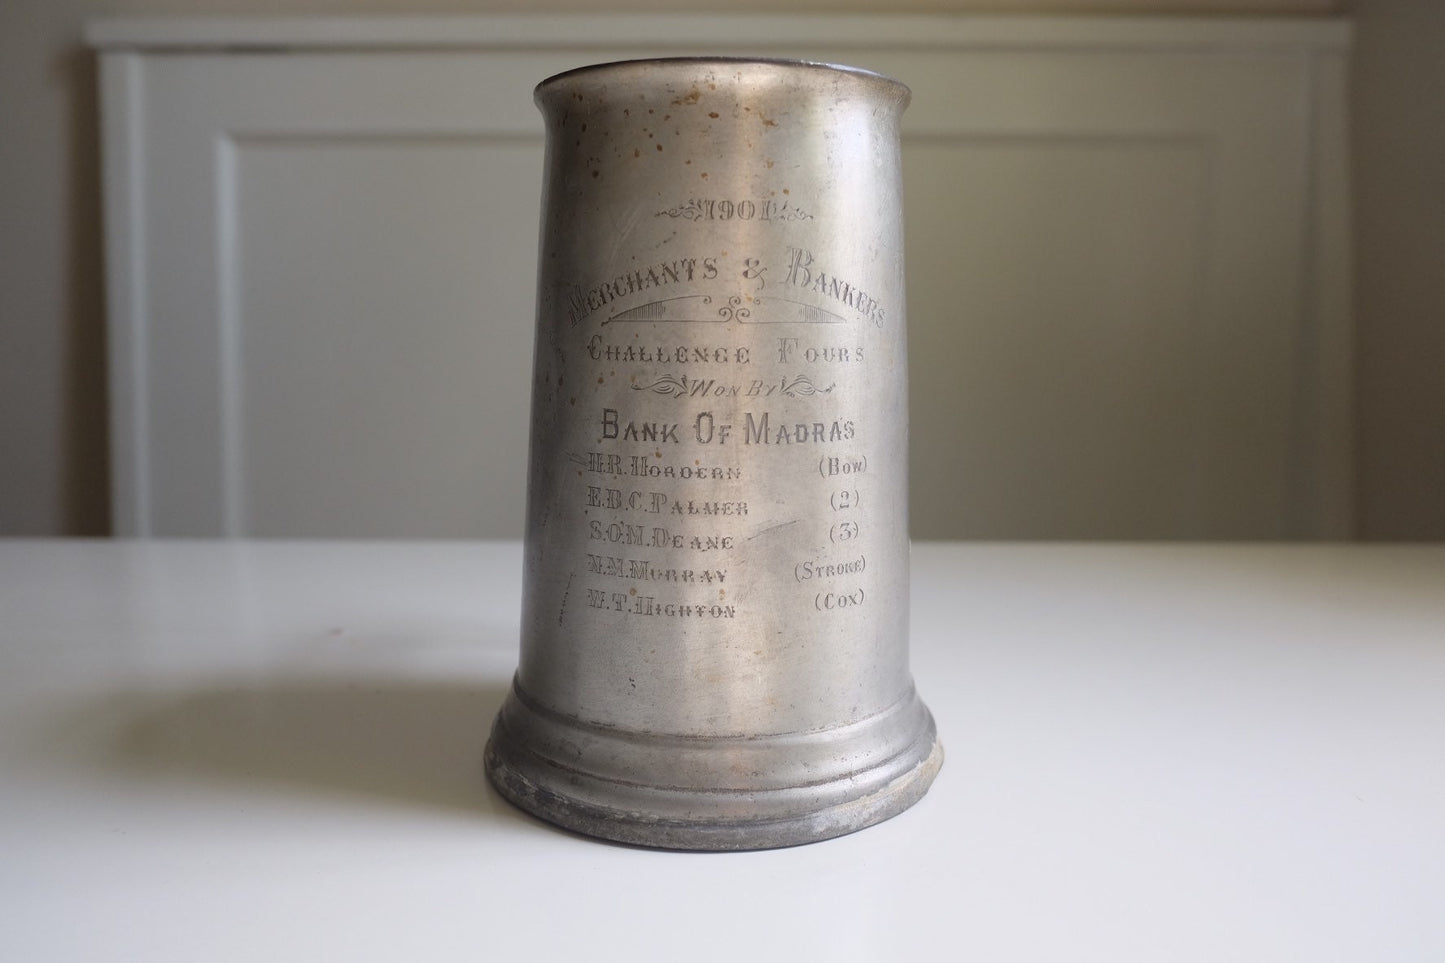 1901
MERCHANTS & BANKERS
CHALLENGE FOURS
WON BY
BANK OF MADRAS
H.R. HORDERN (BOW)
E.B.C. PALMER (2)
S.O'M. DEANE (3)
N.M. MURRAY (STROKE)
W.T. HIGHTON (COX)